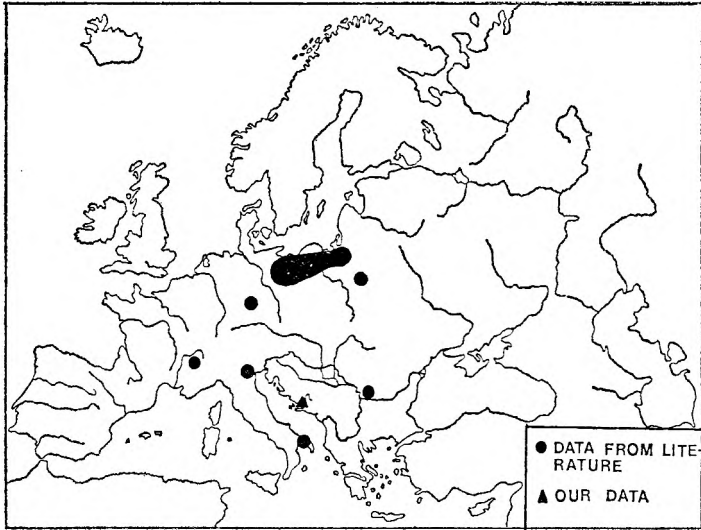 ● DATA FROM LITE-
RATURE
▲ OUR DATA